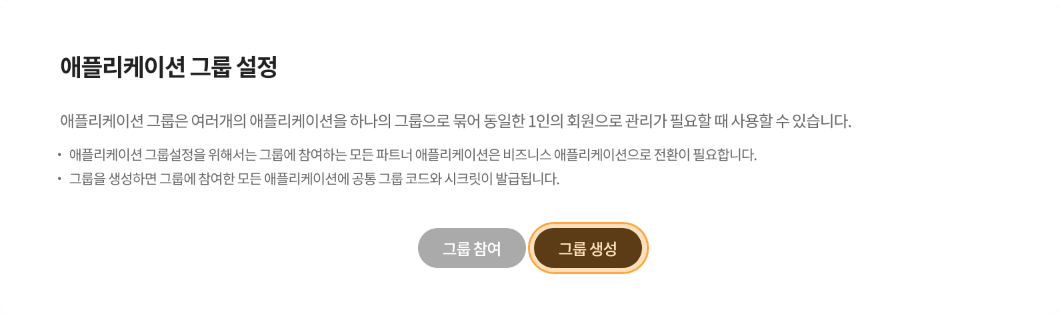 애플리케이션 그룹 설정
애플리케이션 그룹은 여러개의 애플리케이션을 하나의 그룹으로 묶어 동일한 1인의 회원으로 관리가 필요할 때 사용할 수 있습니다.
• 애플리케이션 그룹설정을 위해서는 그룹에 참여하는 모든 파트너 애플리케이션은 비즈니스 애플리케이션으로 전환이 필요합니다.
• 그룹을 생성하면 그룹에 참여한 모든 애플리케이션에 공통 그룹 코드와 시크릿이 발급됩니다.
그룹 참여 그룹 생성